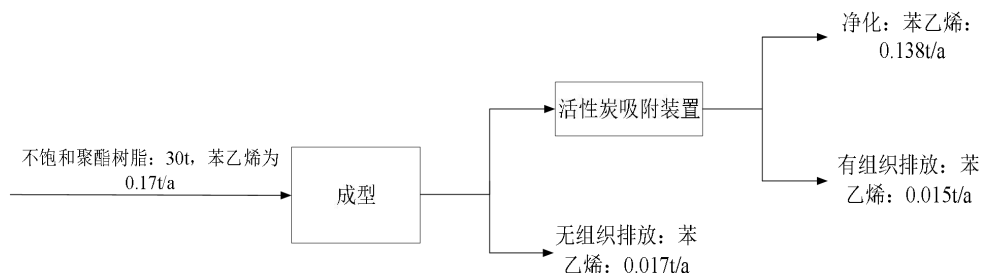 不饱和聚酯树脂：30t，苯乙烯为
0.17t/a
成型
活性炭吸附装置
净化：苯乙烯：
0.138t/a
有组织排放：苯
乙烯：0.015t/a
无组织排放：苯
乙烯：0.017t/a